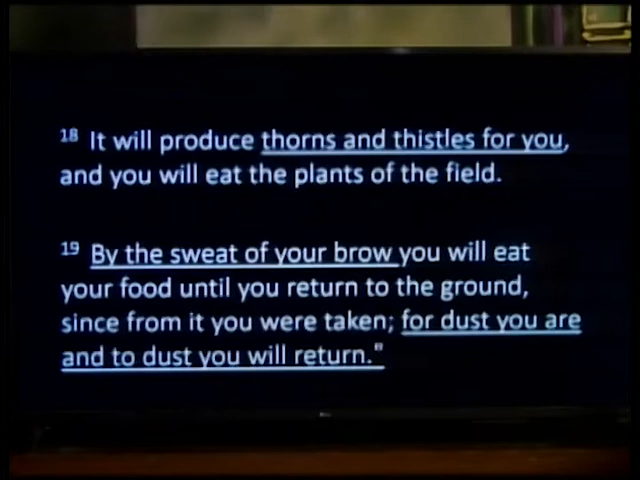 18 It will produce thorns and thistles for you,
and you will eat the plants of the field.
19 By the sweat of your brow you will eat
your food until you return to the ground,
since from it you were taken; for dust you are
and to dust you will return."